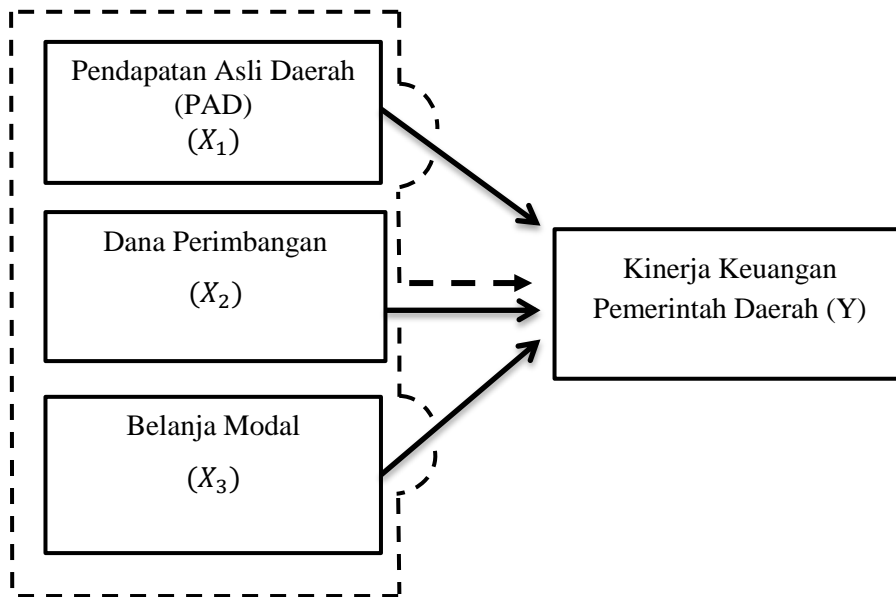 Pendapatan Asli Daerah
(PAD)
(X₁)
Dana Perimbangan
(X₂)
Belanja Modal
(X₃)
Kinerja Keuangan
Pemerintah Daerah (Y)